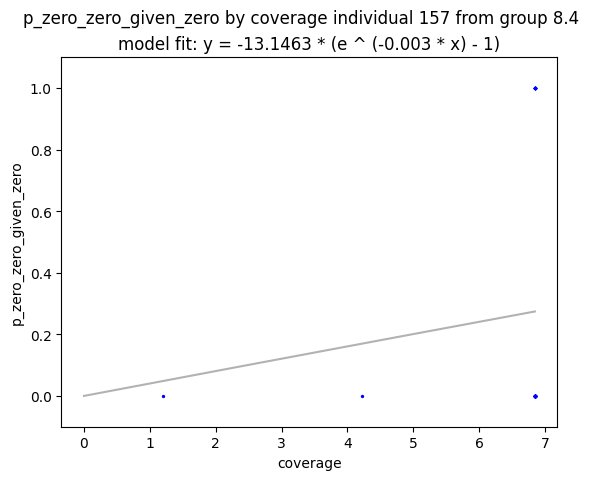 p_zero_zero_given_zero by coverage individual 157 from group 8.4
model fit: y = -13.1463 * (e ^ (-0.003 * x) - 1)
p_zero_zero_given_zero
1.0
0.8
0.6
0.4
0.2
0.0
0 1 2 3 4 5 6 7
coverage